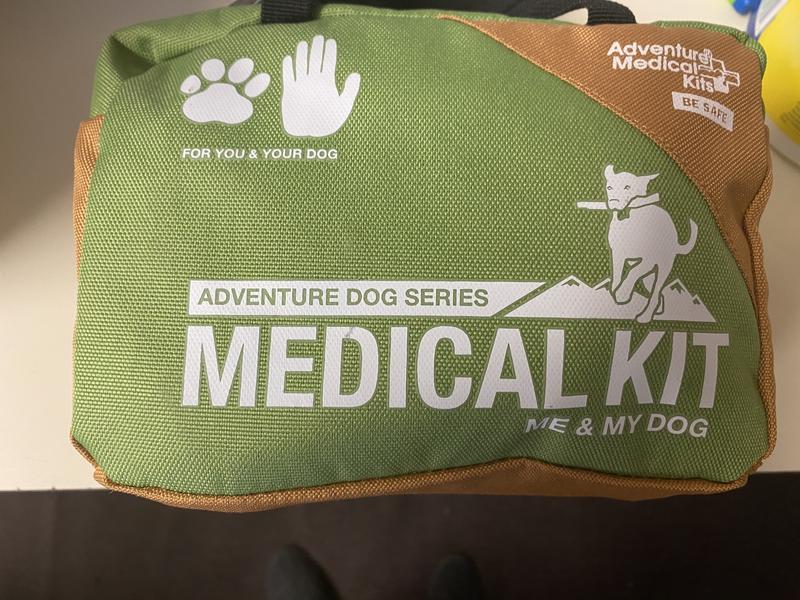 Adventure
Medical
Kits
BE SAFE
FOR YOU & YOUR DOG
ADVENTURE DOG SERIES
MEDICAL KIT
ME & MY DOG